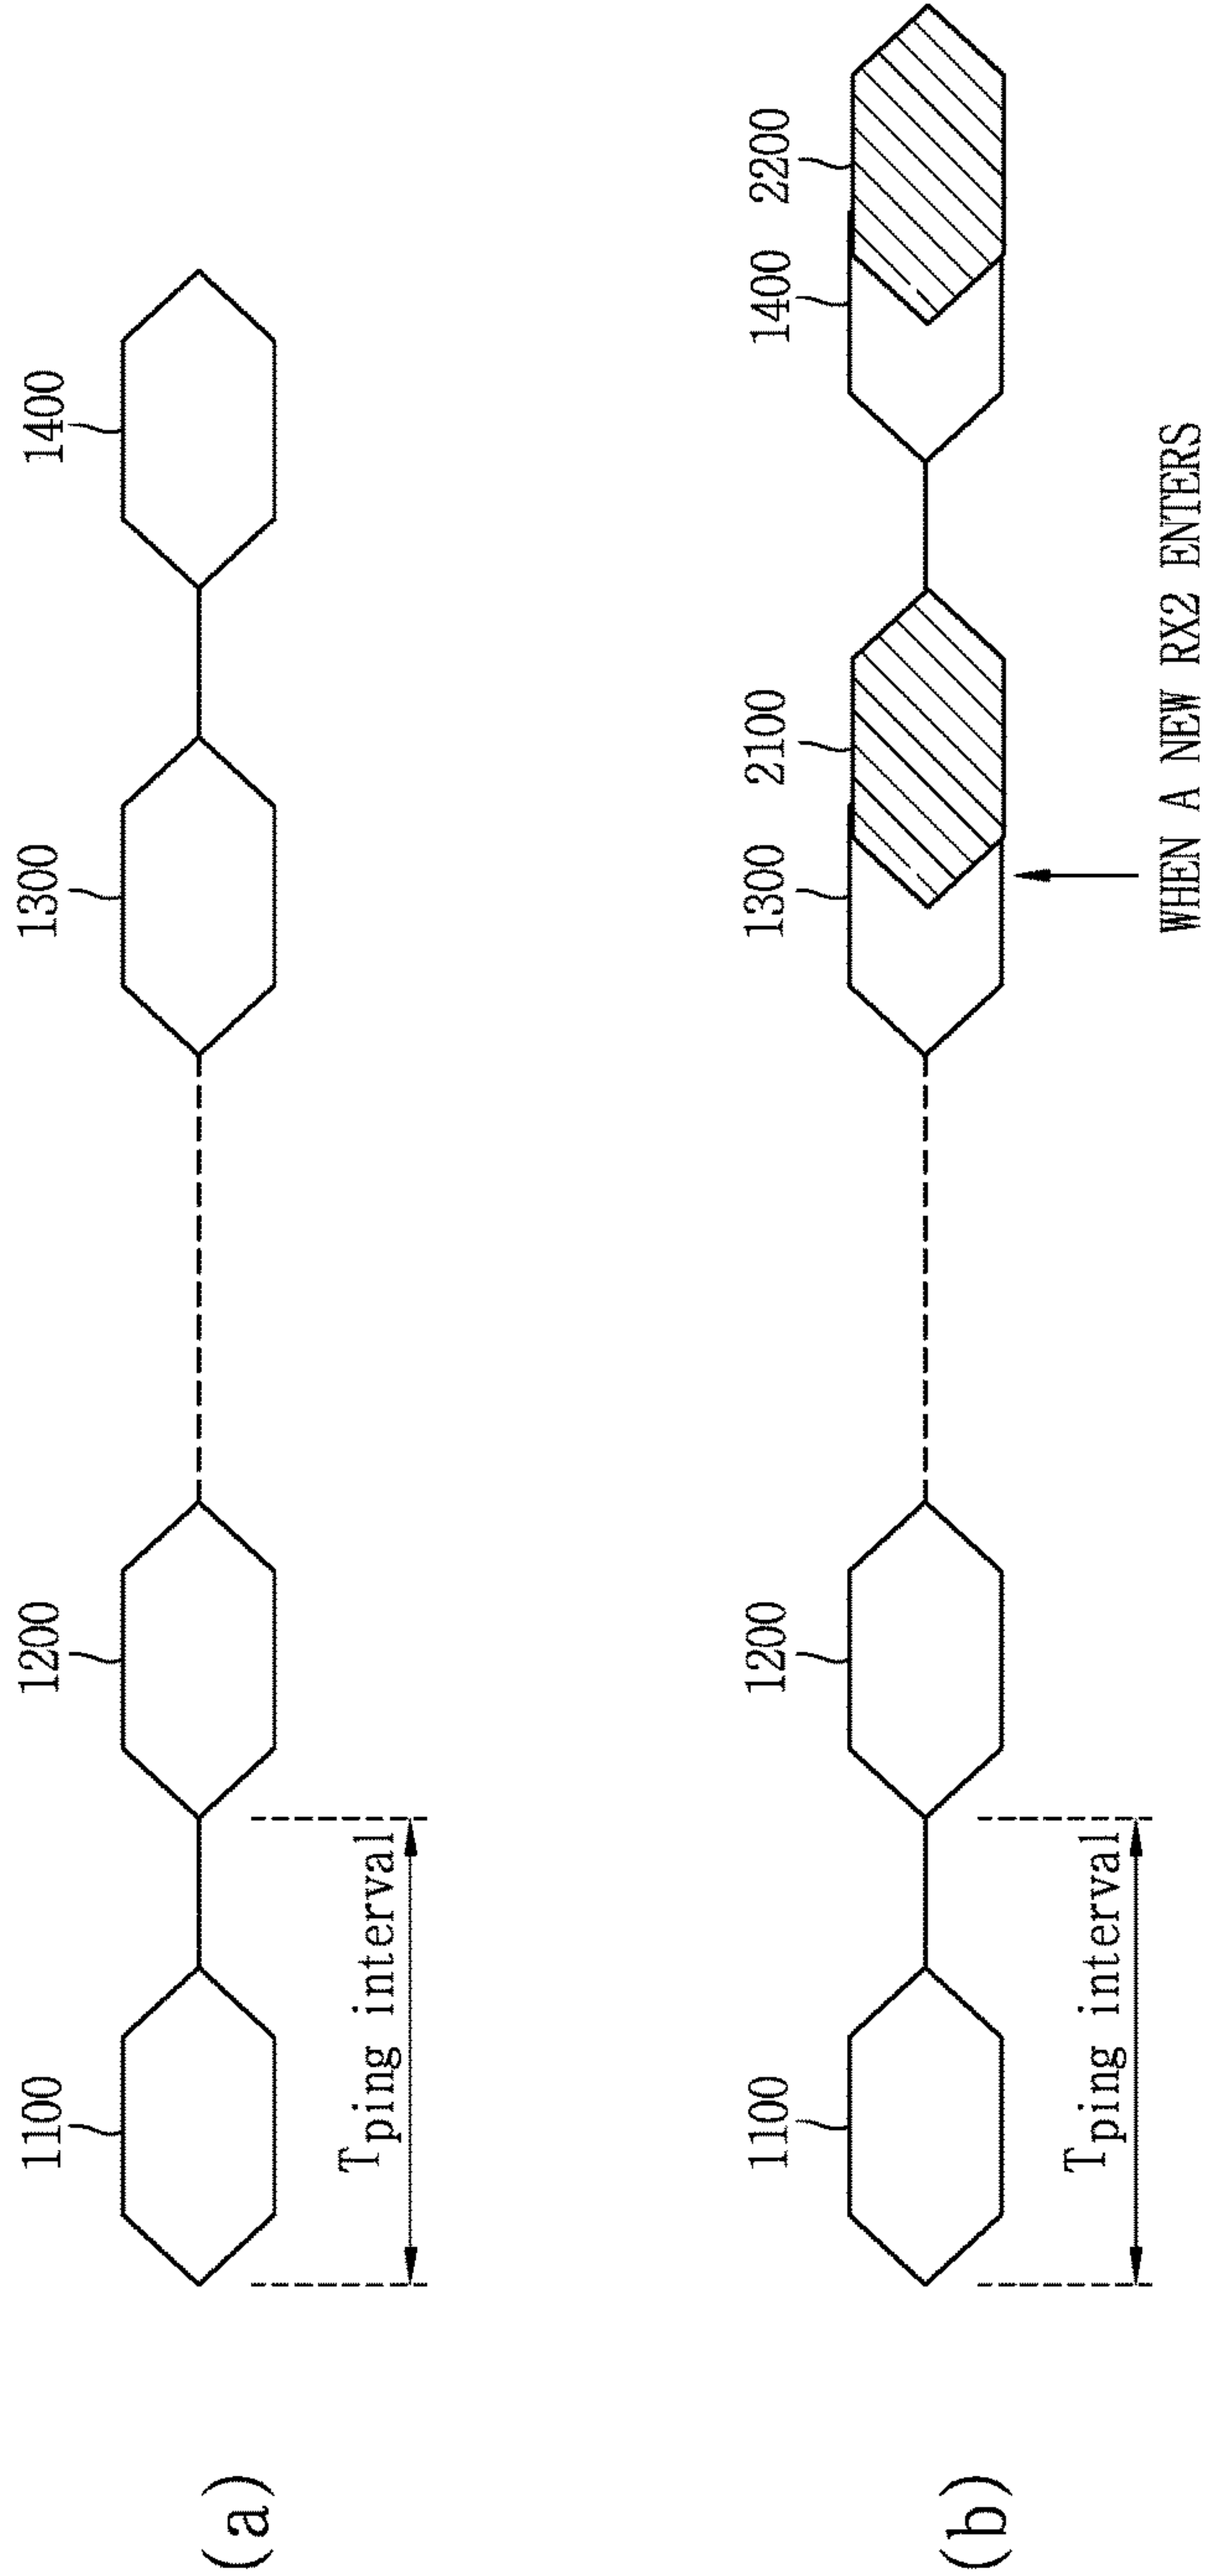 (a)
1100
1200
1300
1400
Tping interval
(b)
1100
1200
1300
2100
1400
2200
Tping interval
WHEN A NEW RX2 ENTERS